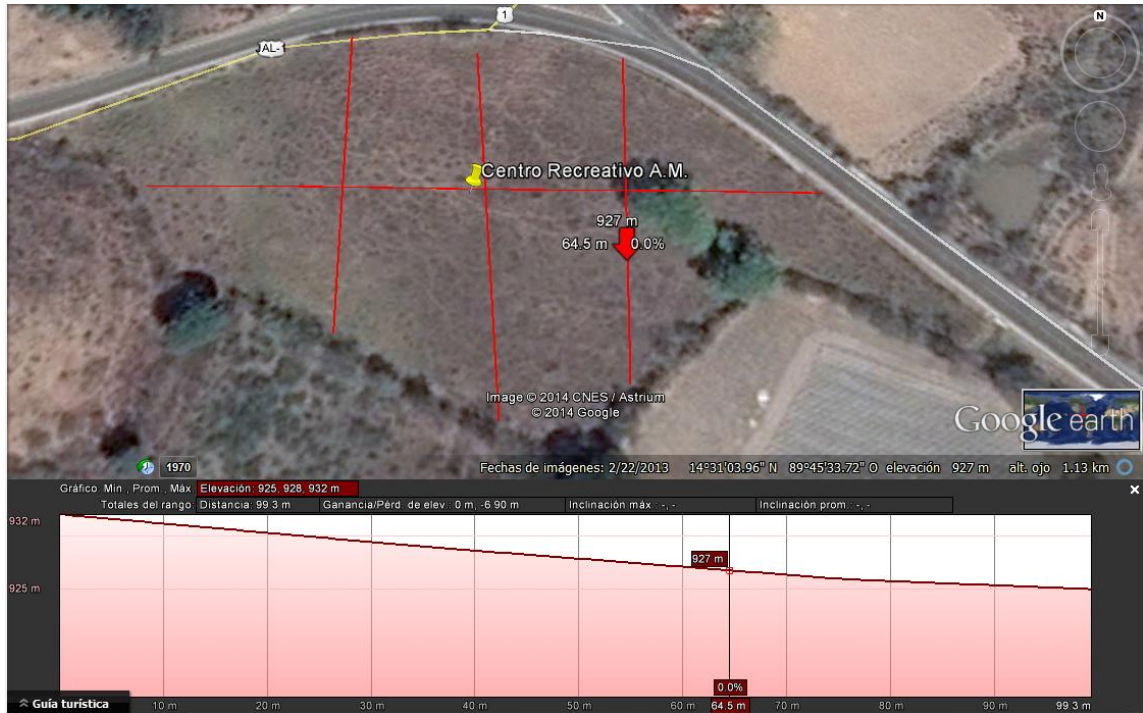 1
N
JAL-1
Centro Recreativo A.M.
927 m
64.5 m 0.0%
Image © 2014 CNES / Astrium
© 2014 Google
Google earth
1970
Fechas de imágenes: 2/22/2013 14°31'03.96" N 89°45'33.72" O elevación 927 m alt. ojo 1.13 km
Gráfico: Mín., Prom., Máx. Elevación: 925, 928, 932 m
Totales del rango: Distancia: 99.3 m Ganancia/Pérd. de elev.: 0 m, -6.90 m Inclinación máx.: -, - Inclinación prom.: -, -
932 m
927 m
925 m
0.0%
10 m 20 m 30 m 40 m 50 m 60 m 64.5 m 70 m 80 m 90 m 99.3 m
Guía turística